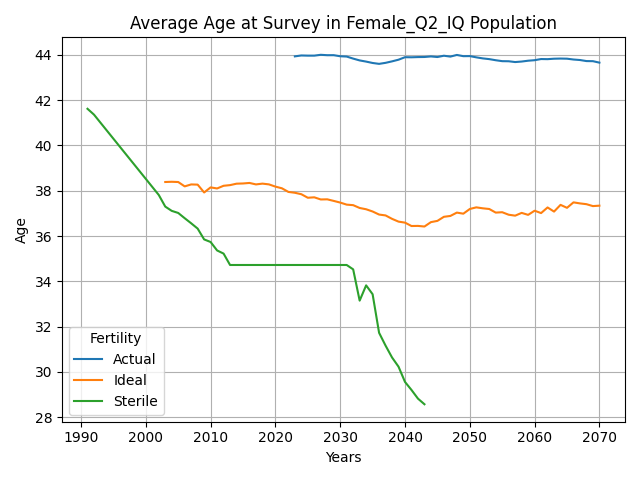 Average Age at Survey in Female_Q2_IQ Population
Age
44
42
40
38
36
34
32
30
28
Fertility
Actual
Ideal
Sterile
1990 2000 2010 2020 2030 2040 2050 2060 2070
Years